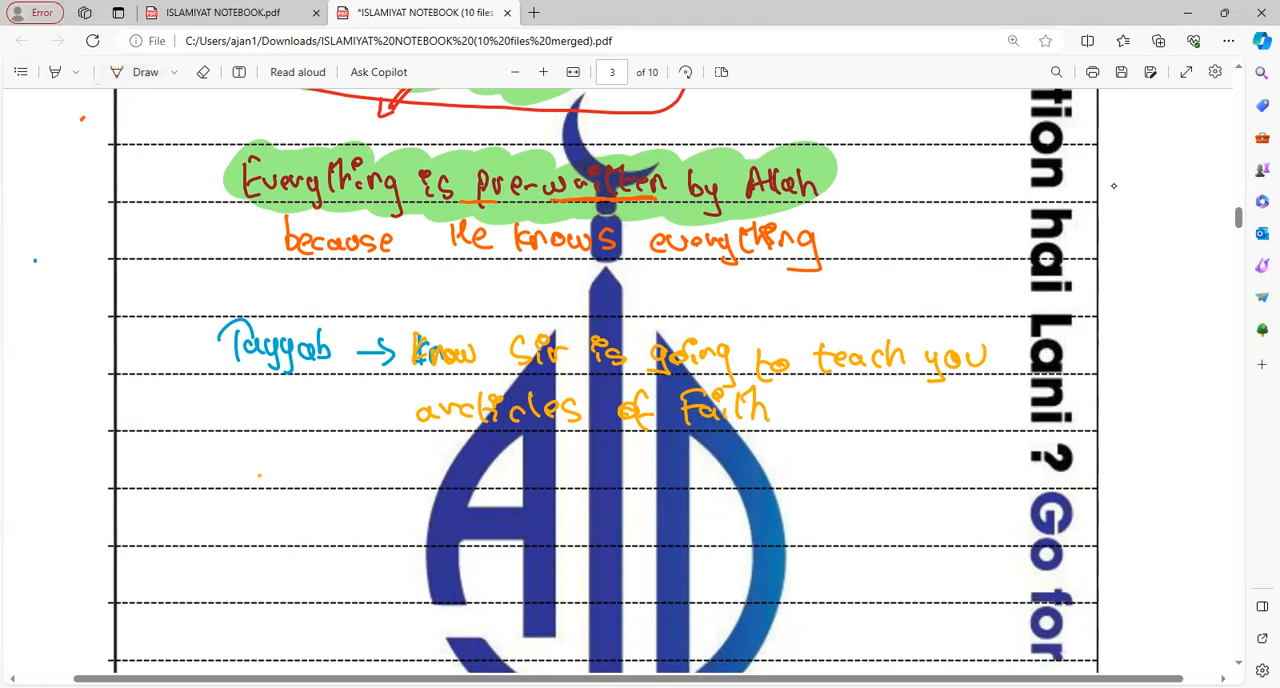 Error
ISLAMIYAT NOTEBOOK.pdf
*ISLAMIYAT NOTEBOOK (10 files
File
C:/Users/ajan1/Downloads/ISLAMIYAT%20NOTEBOOK%20(10%20files%20merged).pdf
Draw
Read aloud
Ask Copilot
3
of 10
Everything is pre-written by Allah
because He knows everything
Tayyab → know sir is going to teach you
articles of Faith
tion hai Lani ? Go for